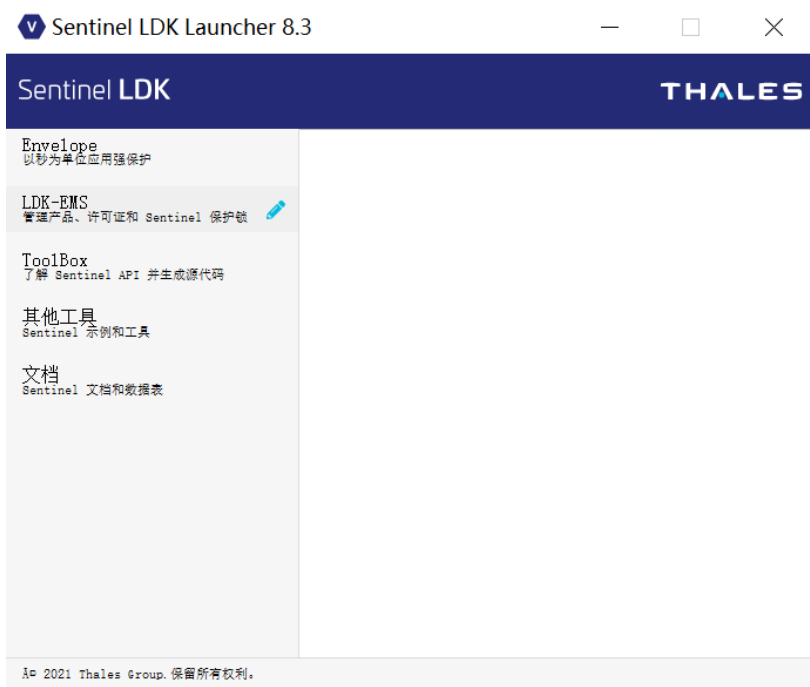 Sentinel LDK Launcher 8.3
Sentinel LDK
THALES
Envelope
以秒为单位应用强保护
LDK-EMS
管理产品、许可证和 Sentinel 保护锁
ToolBox
了解 Sentinel API 并生成源代码
其他工具
Sentinel 示例和工具
文档
Sentinel 文档和数据表
Â© 2021 Thales Group. 保留所有权利。